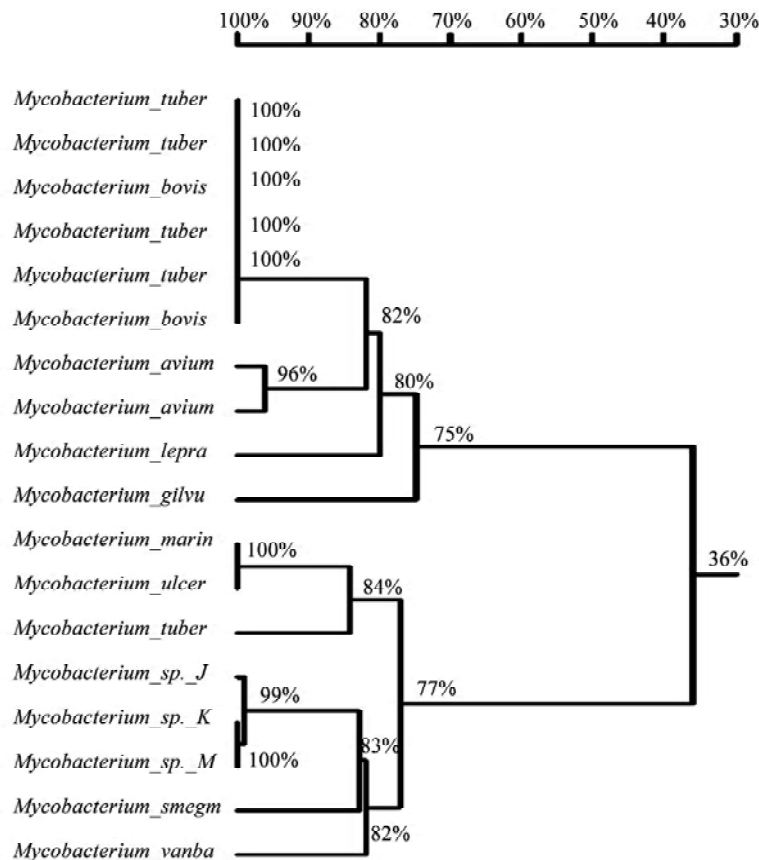 100% 90% 80% 70% 60% 50% 40% 30%
Mycobacterium_tuber
100%
Mycobacterium_tuber
100%
Mycobacterium_bovis
100%
Mycobacterium_tuber
100%
Mycobacterium_tuber
100%
Mycobacterium_bovis
82%
Mycobacterium_avium
96%
80%
Mycobacterium_avium
75%
Mycobacterium_lepra
Mycobacterium_gilvu
Mycobacterium_marin
100%
36%
Mycobacterium_ulcer
84%
Mycobacterium_tuber
Mycobacterium_sp._J
99%
77%
Mycobacterium_sp._K
83%
Mycobacterium_sp._M
100%
Mycobacterium_smegm
82%
Mycobacterium_vanba